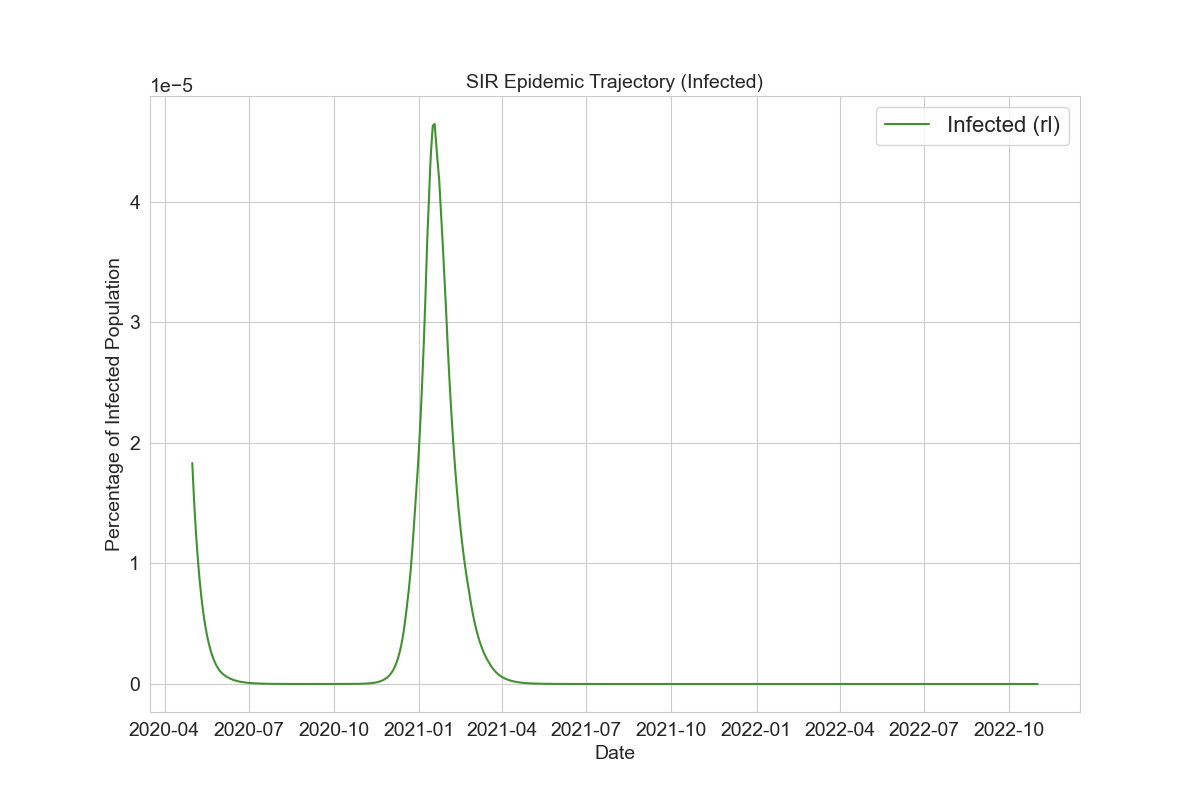 SIR Epidemic Trajectory (Infected)
1e−5
Infected (rl)
4
3
2
1
0
Percentage of Infected Population
2020-04 2020-07 2020-10 2021-01 2021-04 2021-07 2021-10 2022-01 2022-04 2022-07 2022-10
Date